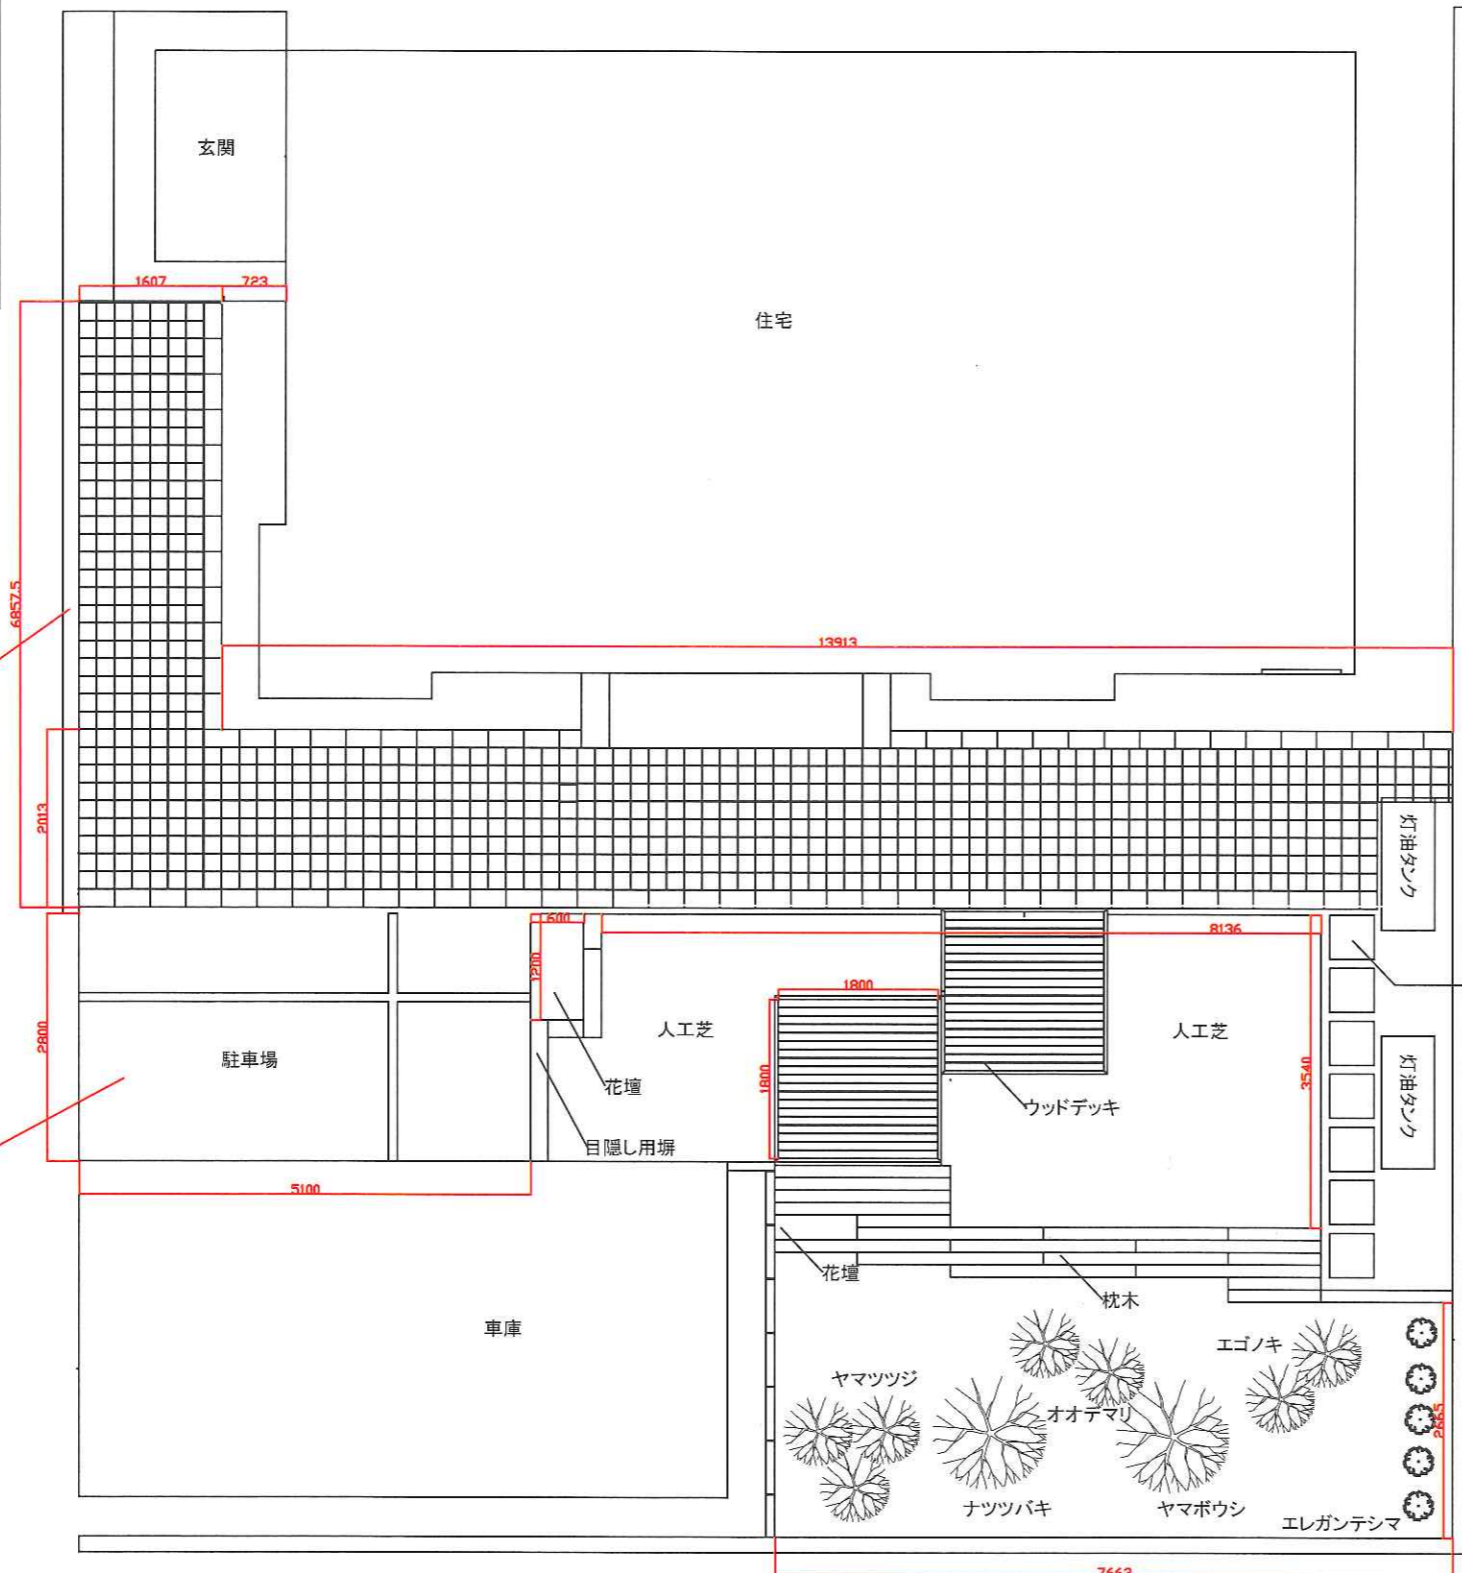 玄関
1607
723
住宅
6857.5
13913
2013
灯油タンク
600
8136
1200
1800
人工芝
人工芝
2800
駐車場
花壇
1800
ウッドデッキ
3540
灯油タンク
目隠し用塀
5100
花壇
枕木
車庫
エゴノキ
ヤマツツジ
オオデマリ
2665
ナツツバキ
ヤマボウシ
エレガンテシマ
7662